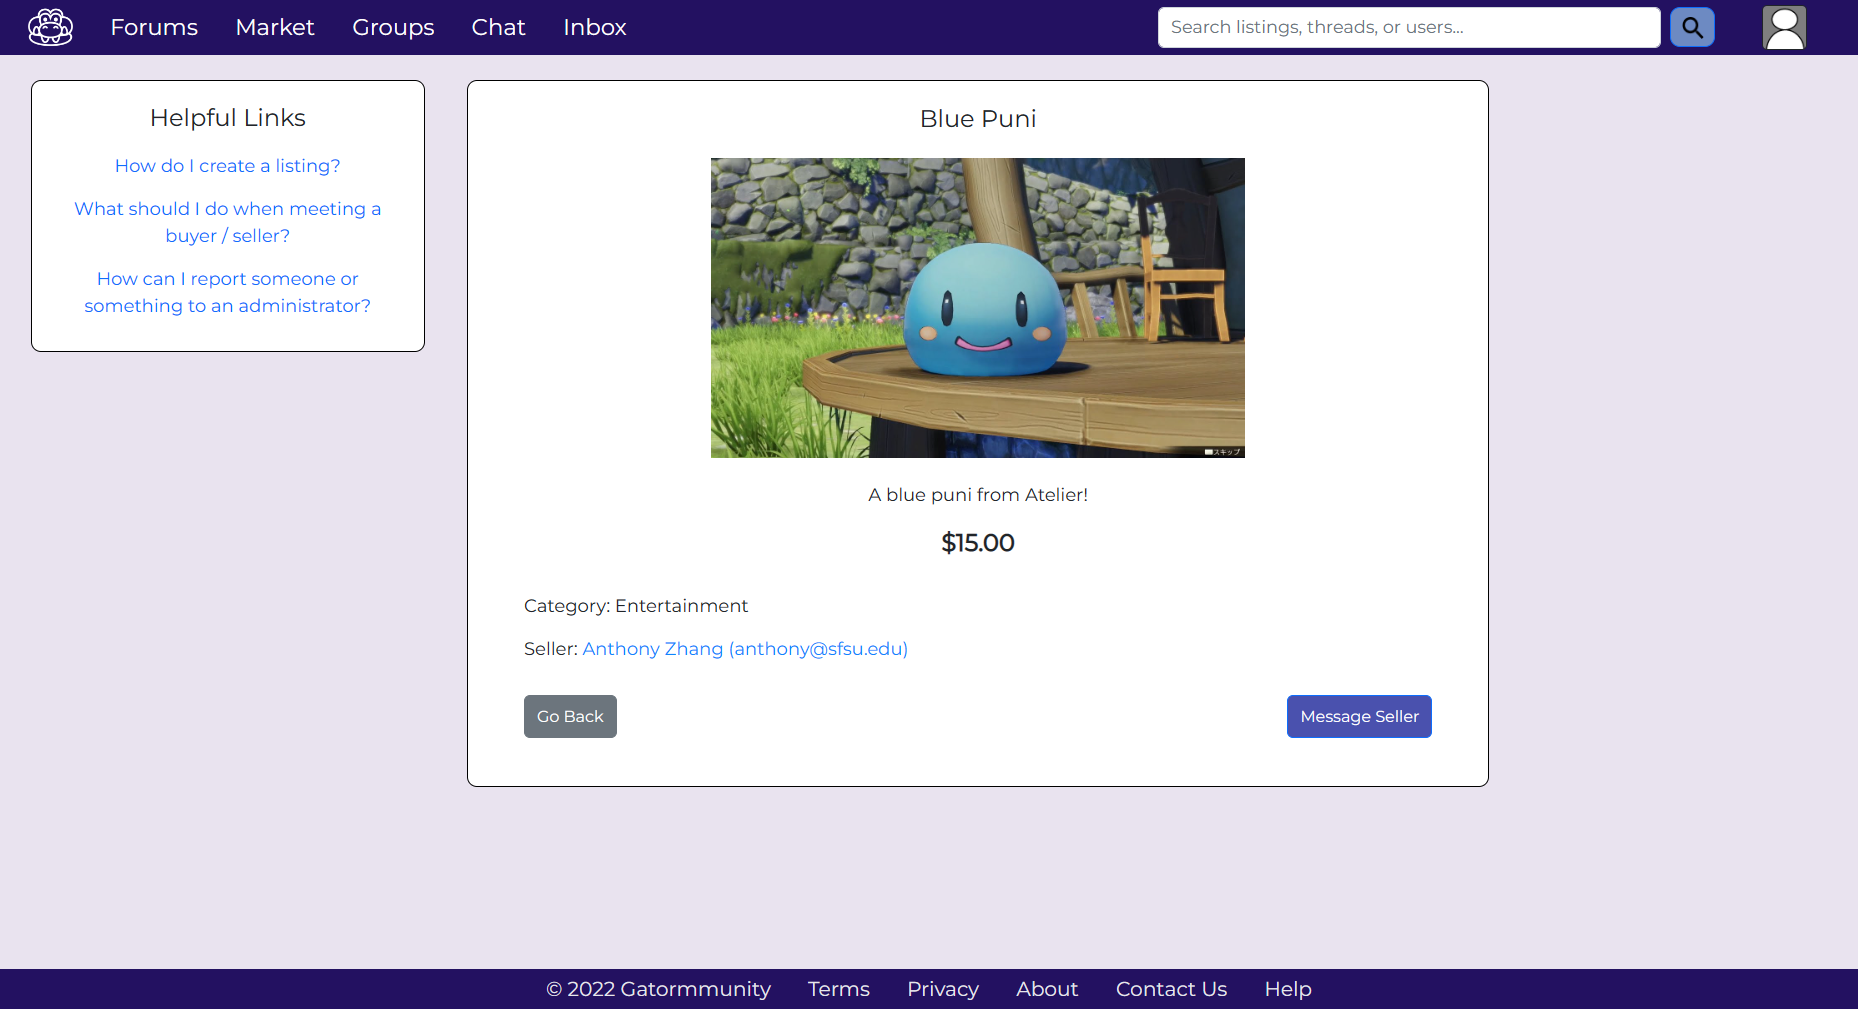 Forums Market Groups Chat Inbox
Search listings, threads, or users...
Helpful Links
How do I create a listing?
What should I do when meeting a
buyer / seller?
How can I report someone or
something to an administrator?
Blue Puni
スキップ
A blue puni from Atelier!
$15.00
Category: Entertainment
Seller: Anthony Zhang (anthony@sfsu.edu)
Go Back
Message Seller
© 2022 Gatormmunity Terms Privacy About Contact Us Help